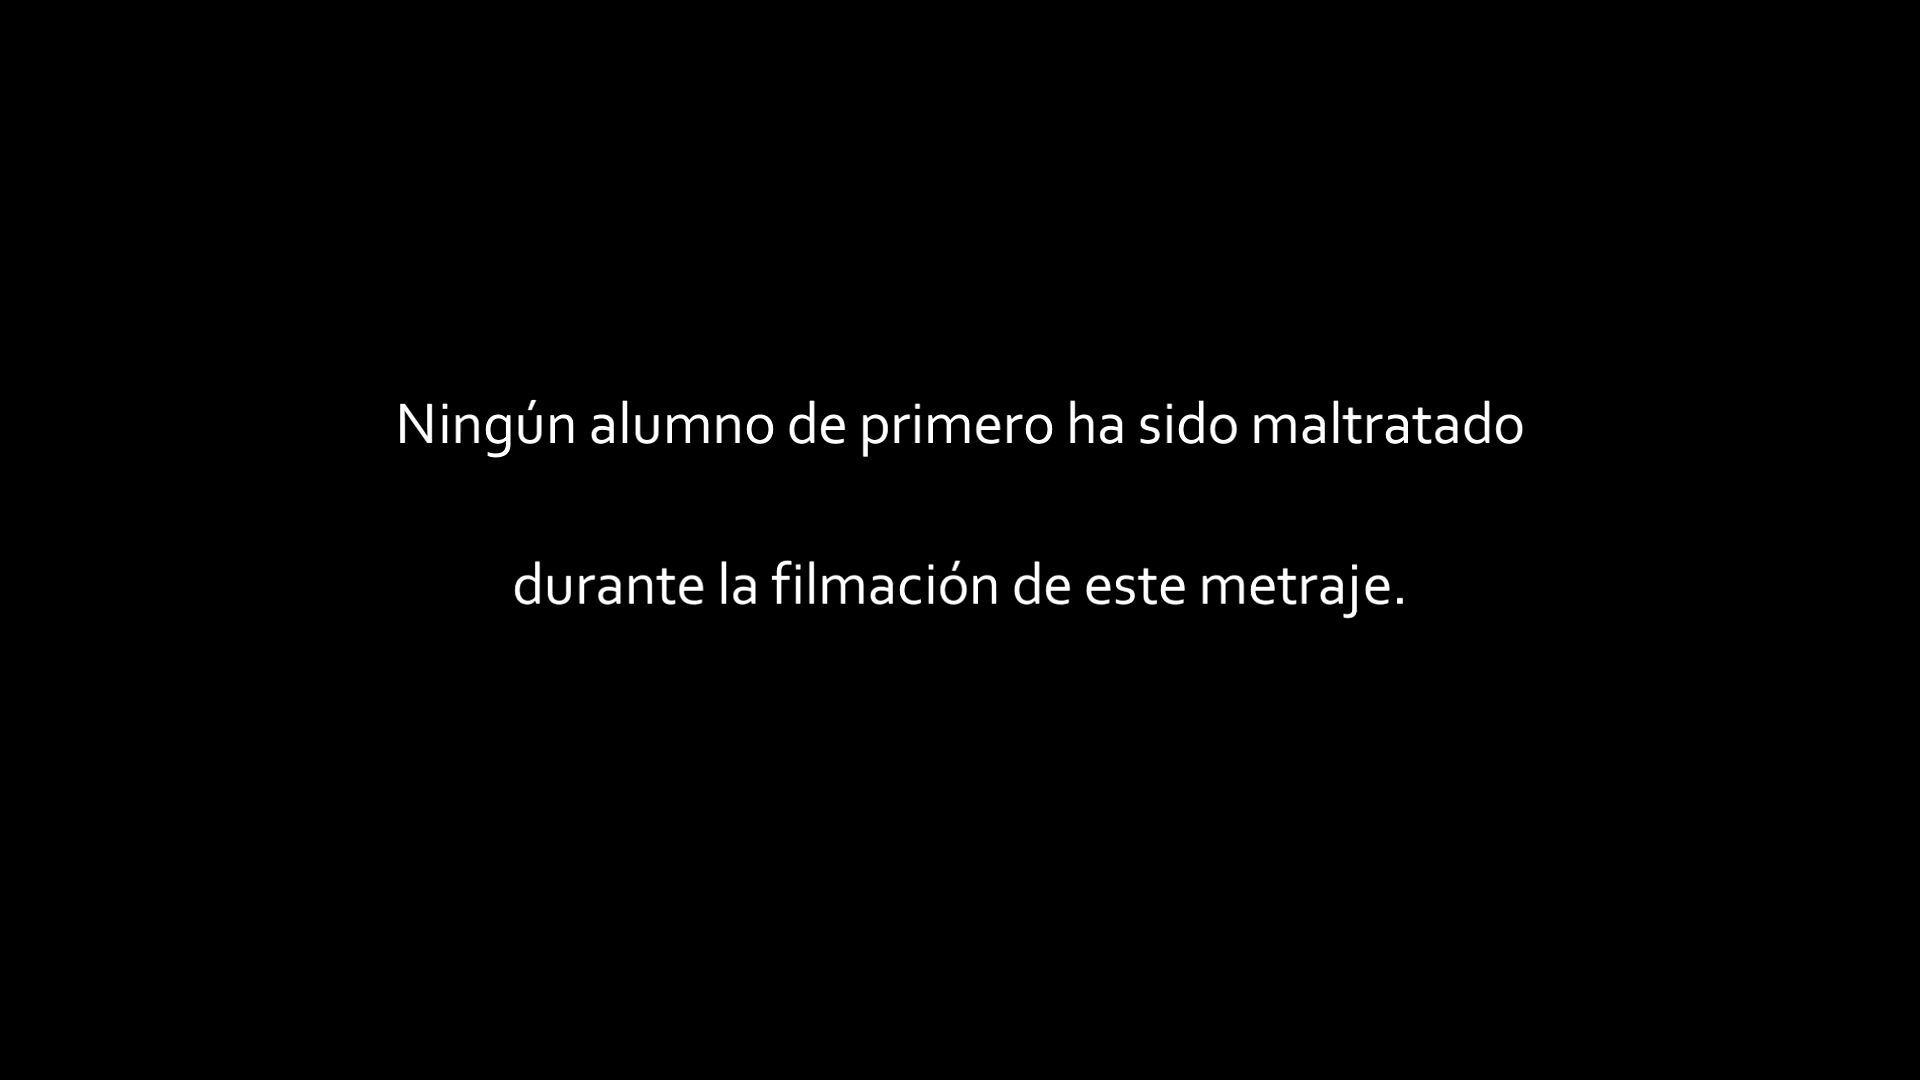 Ningún alumno de primero ha sido maltratado
durante la filmación de este metraje.